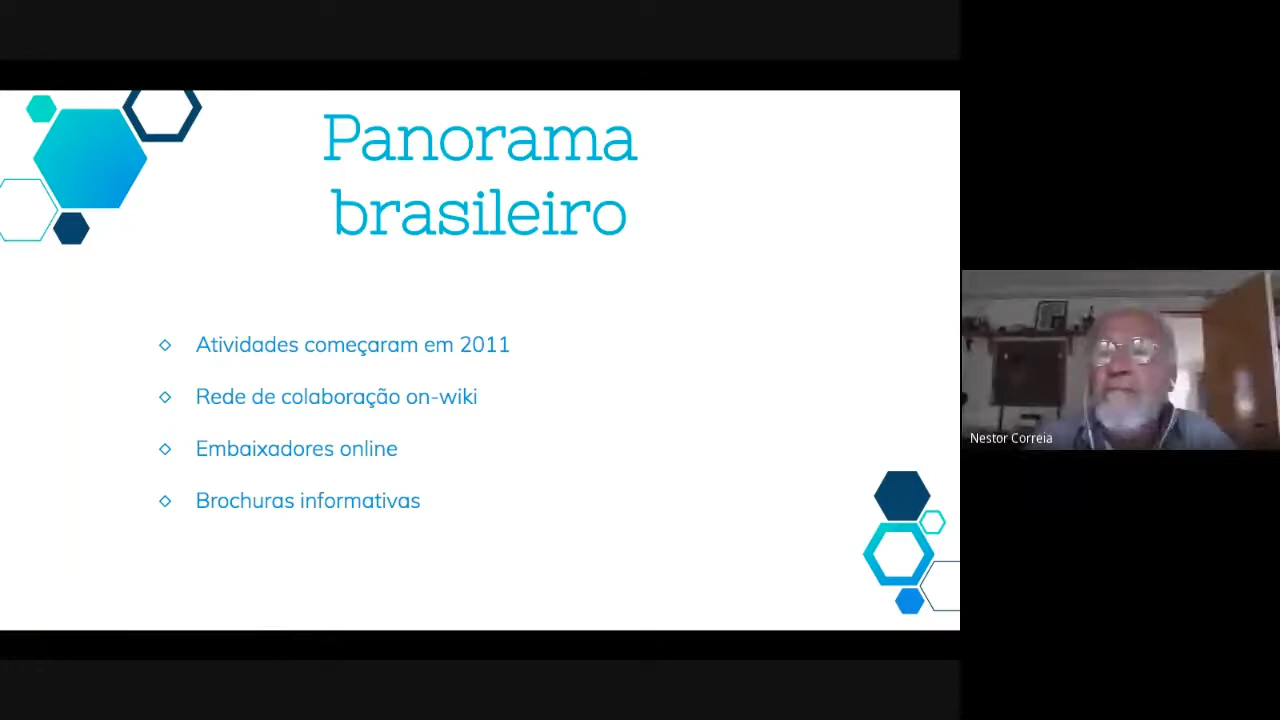 Panorama
brasileiro
Atividades começaram em 2011
Rede de colaboração on-wiki
Embaixadores online
Brochuras informativas
Nestor Correia